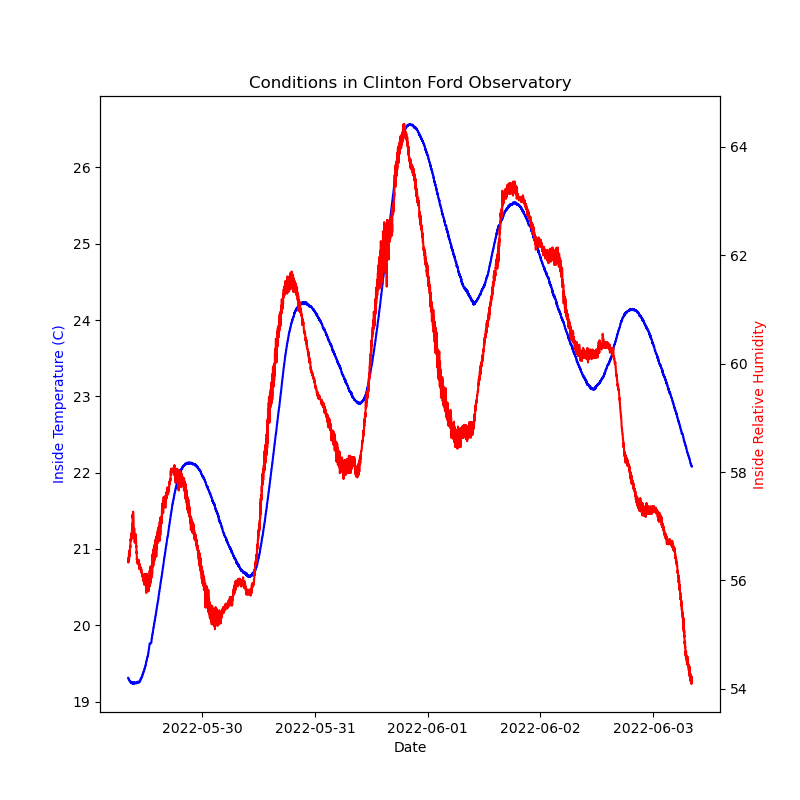 Conditions in Clinton Ford Observatory
Inside Temperature (C)
26
25
24
23
22
21
20
19
64
62
60
58
56
54
Inside Relative Humidity
2022-05-30 2022-05-31 2022-06-01 2022-06-02 2022-06-03
Date